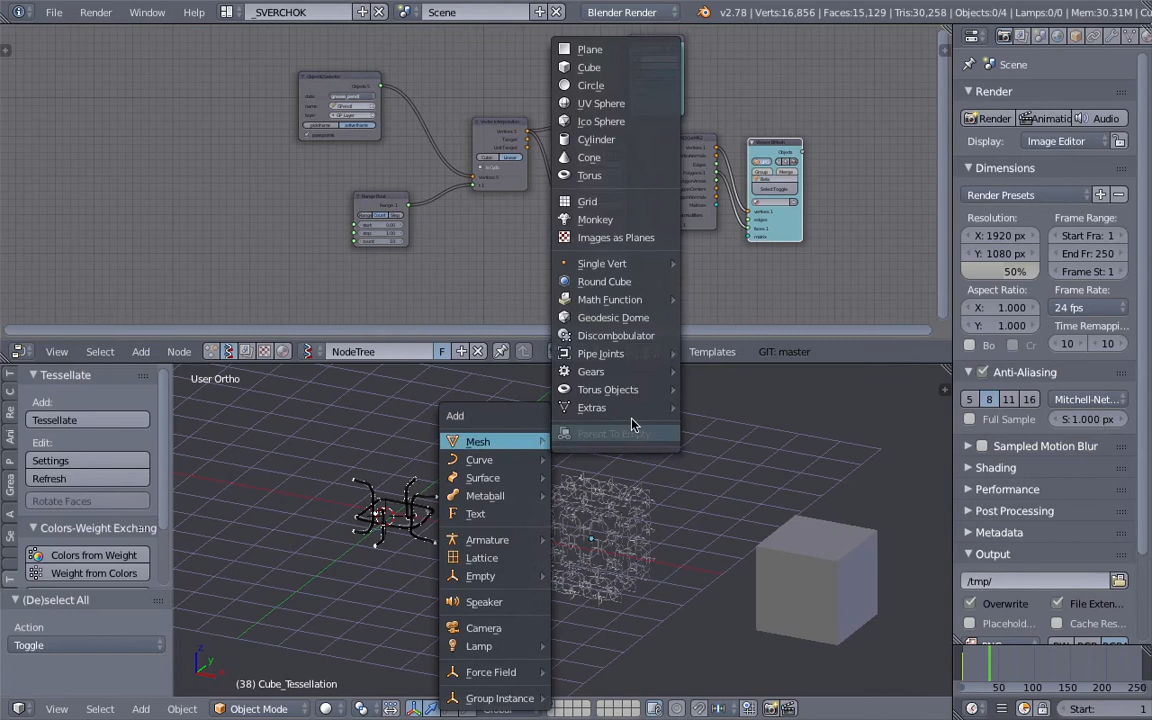 File Render Window Help _SVERCHOK Scene Blender Render v2.78 | Verts:16,856 | Faces:15,129 | Tris:30,258 | Objects:0/4 | Lamps:0/0 | Mem:30.31M |
Plane
Cube
Circle
UV Sphere
Ico Sphere
Cylinder
Cone
Torus
Grid
Monkey
Images as Planes
Single Vert
Round Cube
Math Function
Geodesic Dome
Discombobulator
Pipe Joints
Gears
Torus Objects
Extras
Parent To Empty
View Select Add Node NodeTree F Templates GIT: master
Tessellate
Add:
Tessellate
Edit:
Settings
Refresh
Rotate Faces
Colors-Weight Exchang
Colors from Weight
Weight from Colors
(De)select All
Action
Toggle
User Ortho
Add
Mesh
Curve
Surface
Metaball
Text
Armature
Lattice
Empty
Speaker
Camera
Lamp
Force Field
Group Instance
(38) Cube_Tessellation
View Select Add Object Object Mode
Scene
Render
Render Animatic Audio
Display: Image Editor
Dimensions
Render Presets
Resolution: Frame Range:
X: 1920 px Start Fra: 1
Y: 1080 px End Fr: 250
50% Frame St: 1
Aspect Ratio: Frame Rate:
X: 1.000 24 fps
Y: 1.000 Time Remappi
Bo Cr 10 10
Anti-Aliasing
5 8 11 16 Mitchell-Net
Full Sample S: 1.000 px
Sampled Motion Blur
Shading
Performance
Post Processing
Metadata
Output
/tmp/
Overwrite File Exten
Placehold Cache Res
50 100 150 200 250
Start: 1